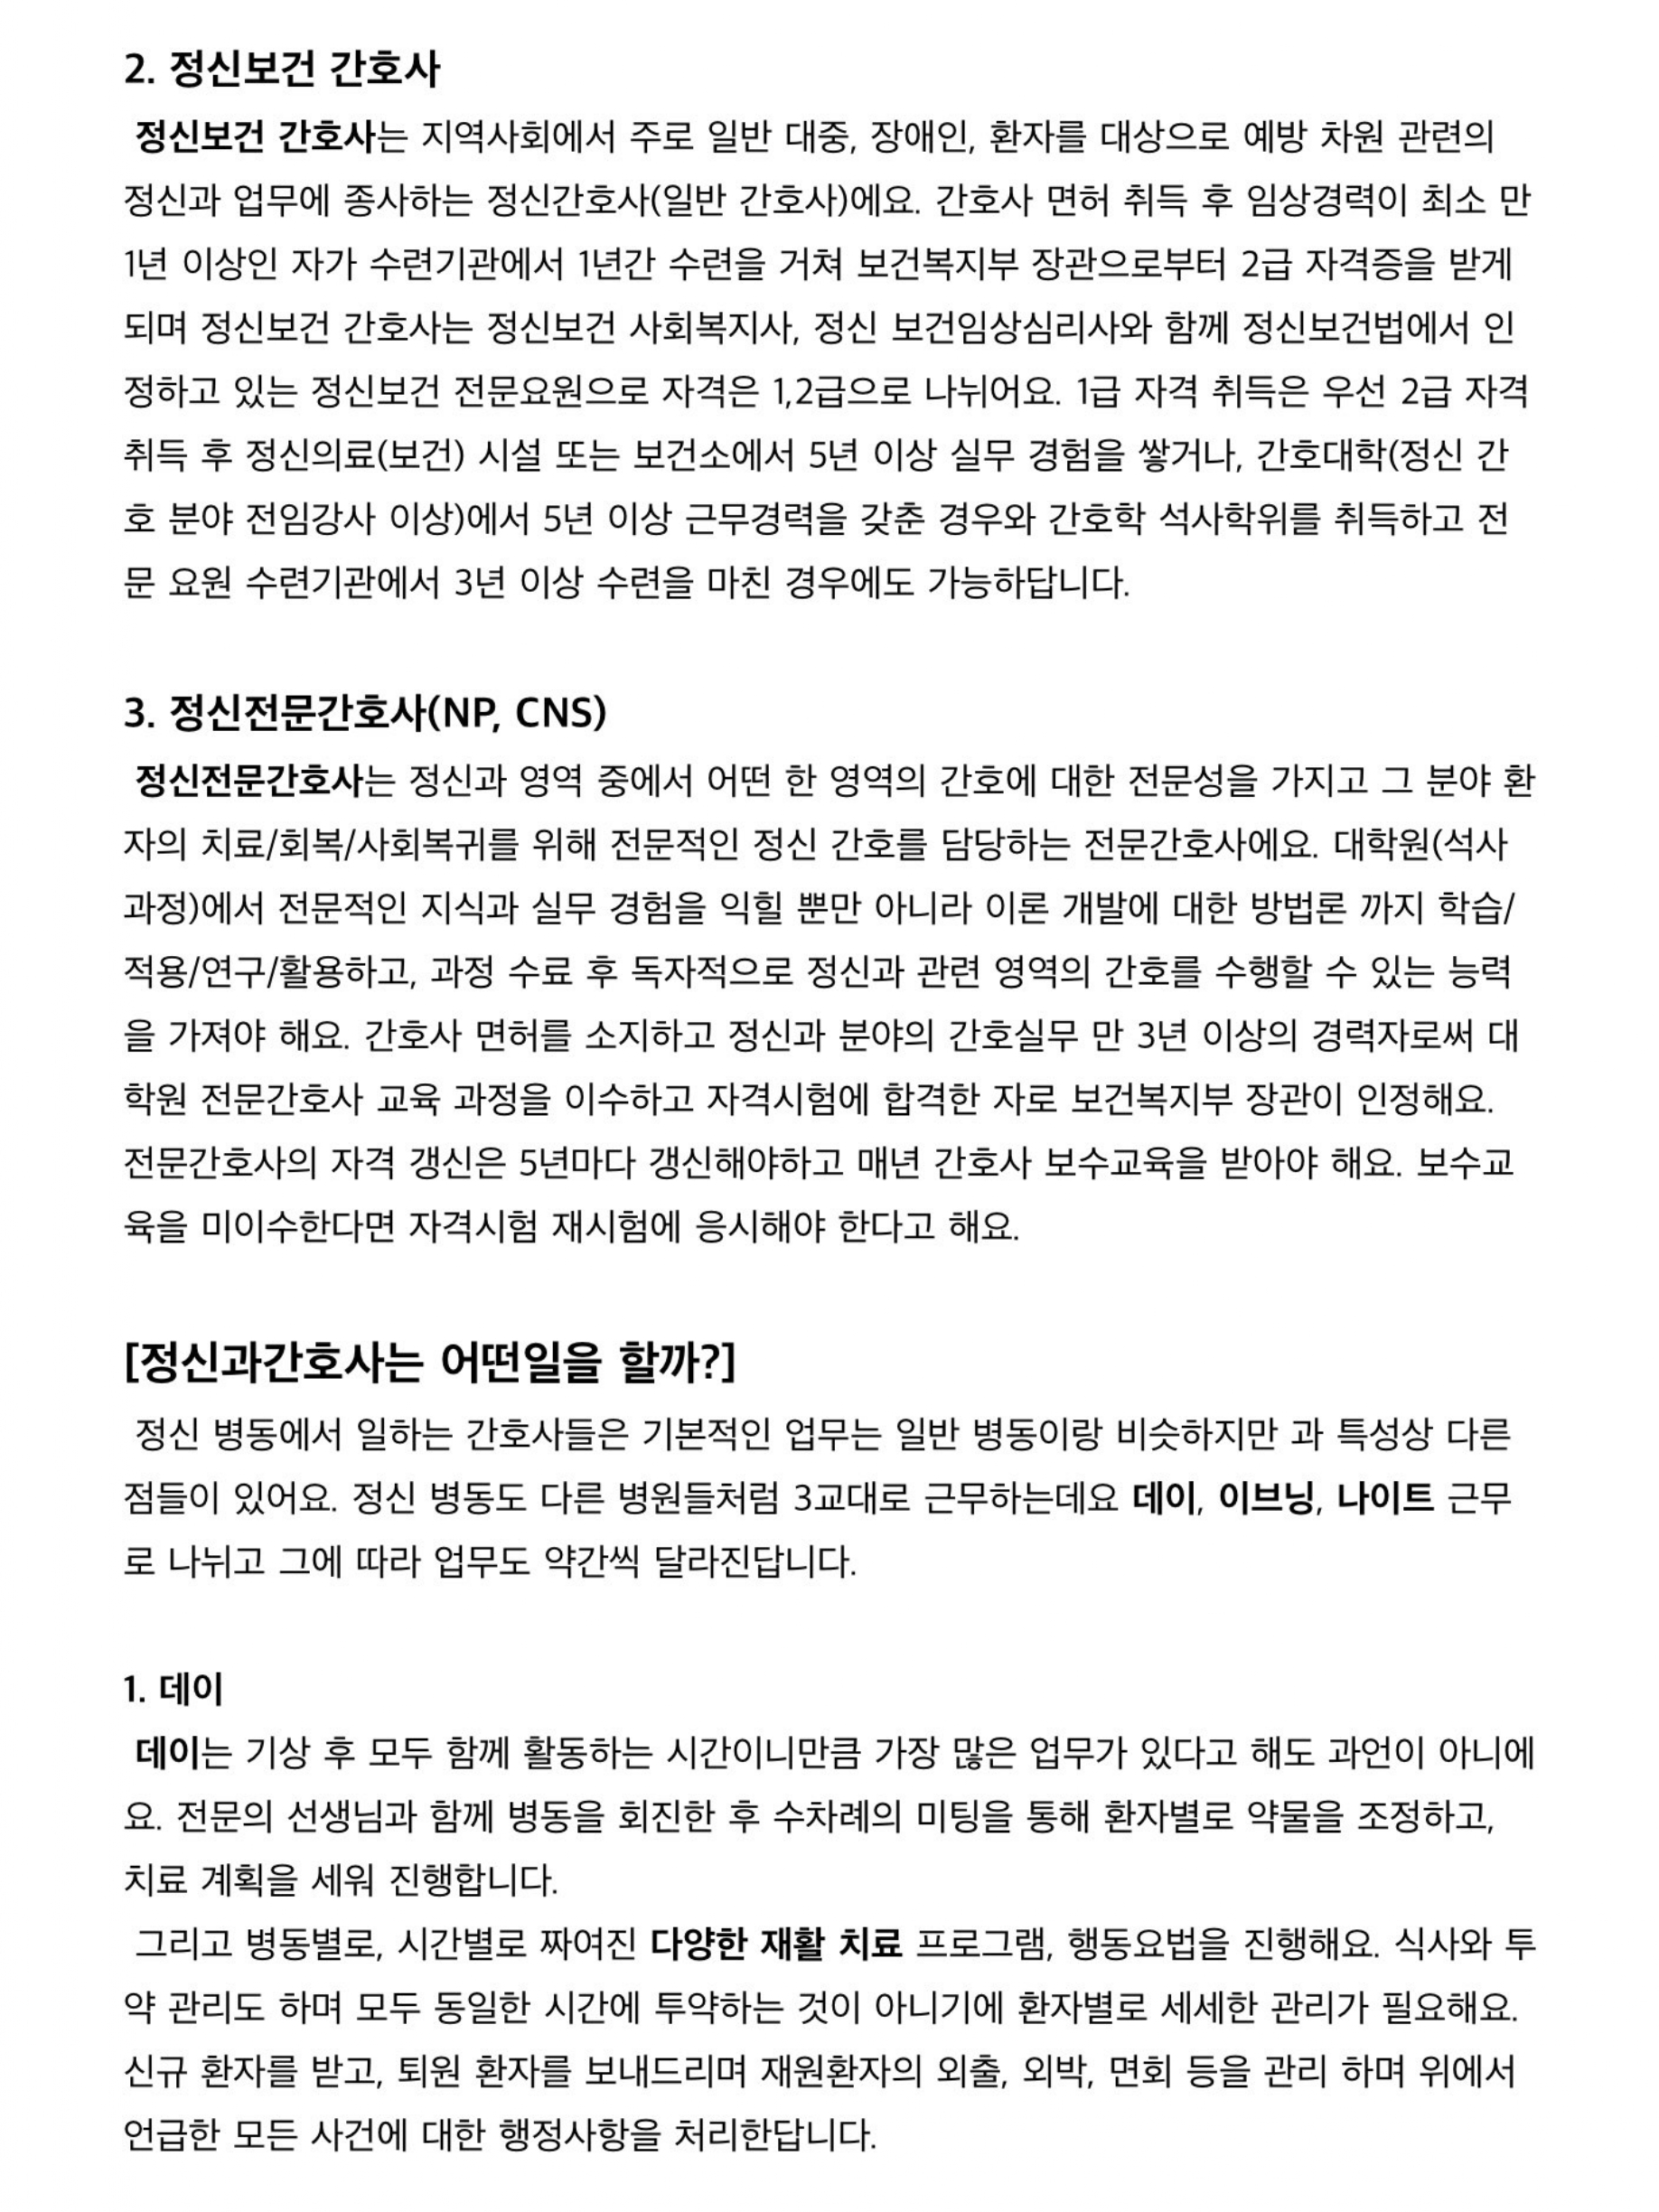 2. 정신보건 간호사
정신보건 간호사는 지역사회에서 주로 일반 대중, 장애인, 환자를 대상으로 예방 차원 관련의
정신과 업무에 종사하는 정신간호사(일반 간호사)에요. 간호사 면허 취득 후 임상경력이 최소 만
1년 이상인 자가 수련기관에서 1년간 수련을 거쳐 보건복지부 장관으로부터 2급 자격증을 받게
되며 정신보건 간호사는 정신보건 사회복지사, 정신 보건임상심리사와 함께 정신보건법에서 인
정하고 있는 정신보건 전문요원으로 자격은 1,2급으로 나뉘어요. 1급 자격 취득은 우선 2급 자격
취득 후 정신의료(보건) 시설 또는 보건소에서 5년 이상 실무 경험을 쌓거나, 간호대학(정신 간
호 분야 전임강사 이상)에서 5년 이상 근무경력을 갖춘 경우와 간호학 석사학위를 취득하고 전
문 요원 수련기관에서 3년 이상 수련을 마친 경우에도 가능하답니다.
3. 정신전문간호사(NP, CNS)
정신전문간호사는 정신과 영역 중에서 어떤 한 영역의 간호에 대한 전문성을 가지고 그 분야 환
자의 치료/회복/사회복귀를 위해 전문적인 정신 간호를 담당하는 전문간호사에요. 대학원(석사
과정)에서 전문적인 지식과 실무 경험을 익힐 뿐만 아니라 이론 개발에 대한 방법론 까지 학습/
적용/연구/활용하고, 과정 수료 후 독자적으로 정신과 관련 영역의 간호를 수행할 수 있는 능력
을 가져야 해요. 간호사 면허를 소지하고 정신과 분야의 간호실무 만 3년 이상의 경력자로써 대
학원 전문간호사 교육 과정을 이수하고 자격시험에 합격한 자로 보건복지부 장관이 인정해요.
전문간호사의 자격 갱신은 5년마다 갱신해야하고 매년 간호사 보수교육을 받아야 해요. 보수교
육을 미이수한다면 자격시험 재시험에 응시해야 한다고 해요.
[정신과간호사는 어떤일을 할까?]
정신 병동에서 일하는 간호사들은 기본적인 업무는 일반 병동이랑 비슷하지만 과 특성상 다른
점들이 있어요. 정신 병동도 다른 병원들처럼 3교대로 근무하는데요 데이, 이브닝, 나이트 근무
로 나뉘고 그에 따라 업무도 약간씩 달라진답니다.
1. 데이
데이는 기상 후 모두 함께 활동하는 시간이니만큼 가장 많은 업무가 있다고 해도 과언이 아니에
요. 전문의 선생님과 함께 병동을 회진한 후 수차례의 미팅을 통해 환자별로 약물을 조정하고,
치료 계획을 세워 진행합니다.
그리고 병동별로, 시간별로 짜여진 다양한 재활 치료 프로그램, 행동요법을 진행해요. 식사와 투
약 관리도 하며 모두 동일한 시간에 투약하는 것이 아니기에 환자별로 세세한 관리가 필요해요.
신규 환자를 받고, 퇴원 환자를 보내드리며 재원환자의 외출, 외박, 면회 등을 관리 하며 위에서
언급한 모든 사건에 대한 행정사항을 처리한답니다.